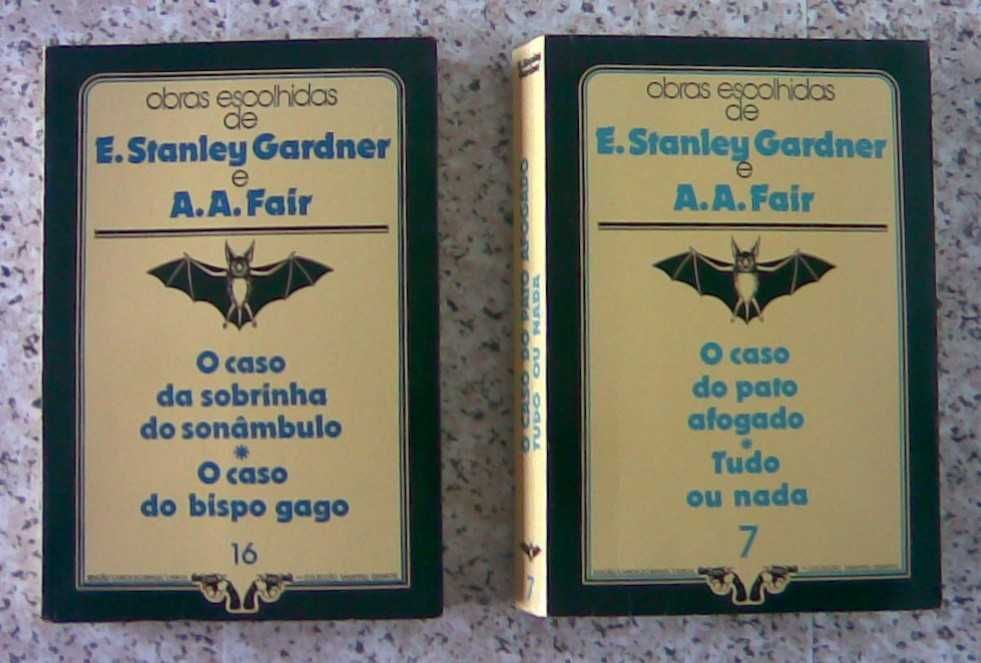 obras escolhidas
de
E. Stanley Gardner
e
A. A. Fair
O caso
da sobrinha
do sonâmbulo
*
O caso
do bispo gago
16
O CASO DO PATO AFOGADO
TUDO OU NADA
7
obras escolhidas
de
E. Stanley Gardner
e
A. A. Fair
O caso
do pato
afogado
*
Tudo
ou nada
7